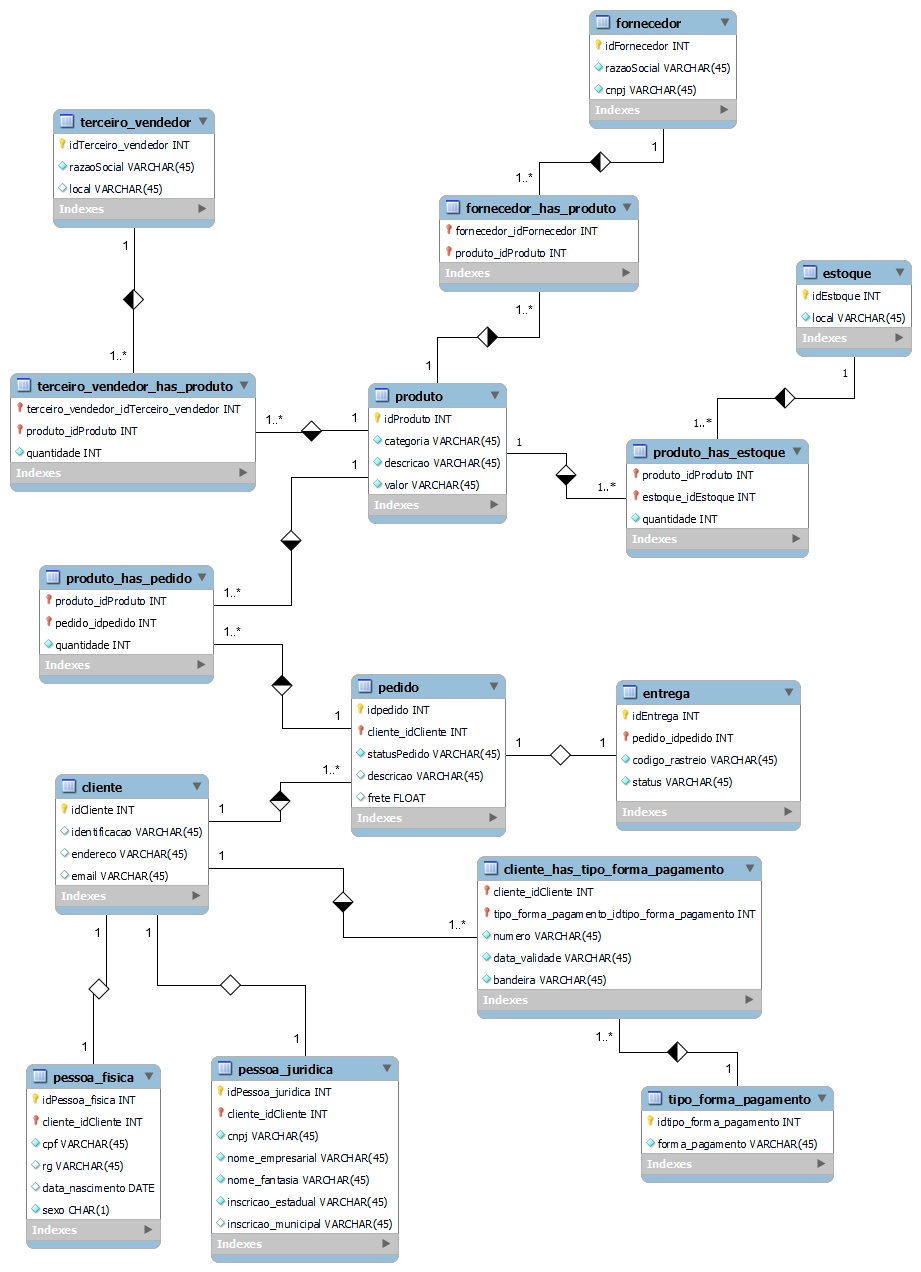 fornecedor
idFornecedor INT
razaoSocial VARCHAR(45)
cnpj VARCHAR(45)
Indexes
1
1..*
terceiro_vendedor
idTerceiro_vendedor INT
razaoSocial VARCHAR(45)
local VARCHAR(45)
Indexes
1
1..*
fornecedor_has_produto
fornecedor_idFornecedor INT
produto_idProduto INT
Indexes
1..*
1
estoque
idEstoque INT
local VARCHAR(45)
Indexes
1
1..*
terceiro_vendedor_has_produto
terceiro_vendedor_idTerceiro_vendedor INT
produto_idProduto INT
quantidade INT
Indexes
1..*
1
produto
idProduto INT
categoria VARCHAR(45)
descricao VARCHAR(45)
valor VARCHAR(45)
Indexes
1
1..*
1
1..*
produto_has_estoque
produto_idProduto INT
estoque_idEstoque INT
quantidade INT
Indexes
produto_has_pedido
produto_idProduto INT
pedido_idpedido INT
quantidade INT
Indexes
1..*
1
pedido
idpedido INT
cliente_idCliente INT
statusPedido VARCHAR(45)
descricao VARCHAR(45)
frete FLOAT
Indexes
1
1
entrega
idEntrega INT
pedido_idpedido INT
codigo_rastreio VARCHAR(45)
status VARCHAR(45)
Indexes
1..*
1
cliente
idCliente INT
identificacao VARCHAR(45)
endereco VARCHAR(45)
email VARCHAR(45)
Indexes
1
1..*
cliente_has_tipo_forma_pagamento
cliente_idCliente INT
tipo_forma_pagamento_idtipo_forma_pagamento INT
numero VARCHAR(45)
data_validade VARCHAR(45)
bandeira VARCHAR(45)
Indexes
1
1
1
1
1..*
1
pessoa_fisica
idPessoa_fisica INT
cliente_idCliente INT
cpf VARCHAR(45)
rg VARCHAR(45)
data_nascimento DATE
sexo CHAR(1)
Indexes
pessoa_juridica
idPessoa_juridica INT
cliente_idCliente INT
cnpj VARCHAR(45)
nome_empresarial VARCHAR(45)
nome_fantasia VARCHAR(45)
inscricao_estadual VARCHAR(45)
inscricao_municipal VARCHAR(45)
Indexes
tipo_forma_pagamento
idtipo_forma_pagamento INT
forma_pagamento VARCHAR(45)
Indexes